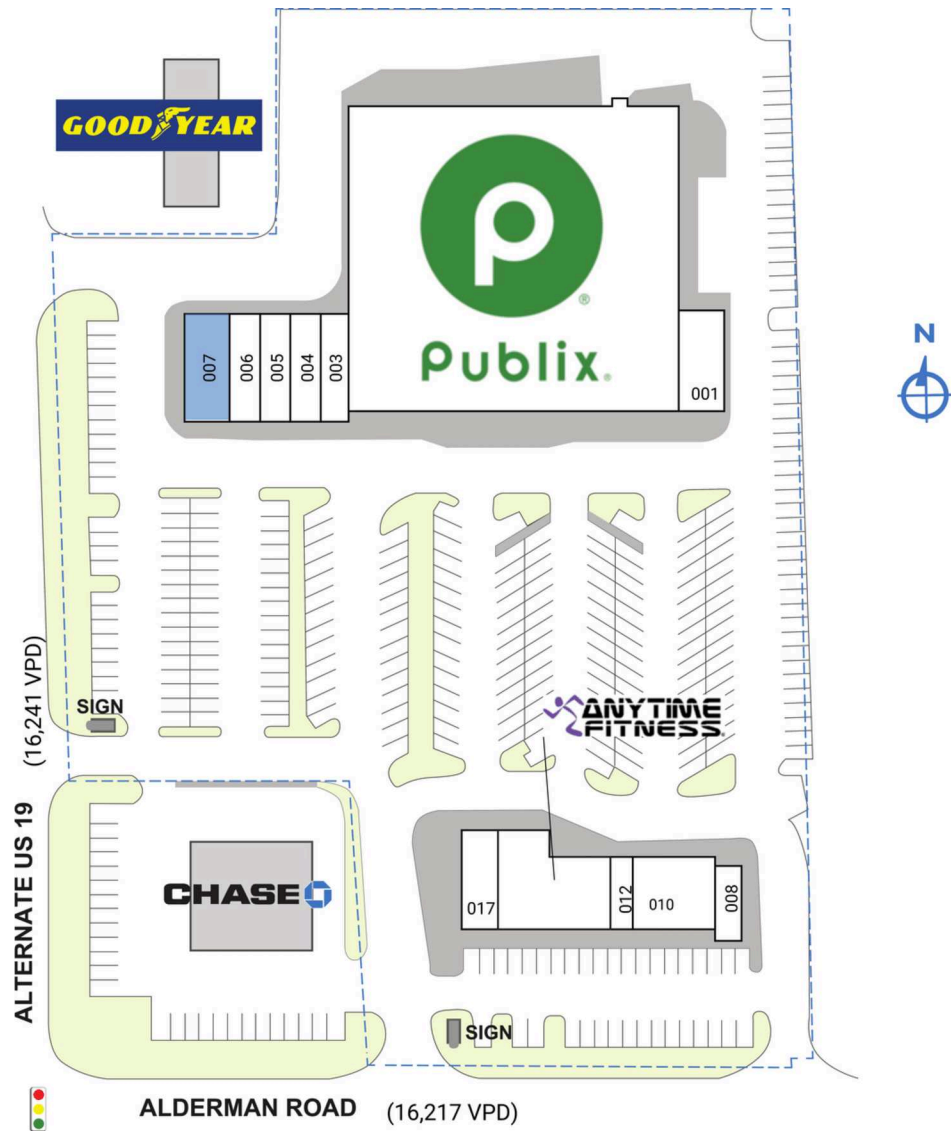 GOODYEAR
Publix®
007
006
005
004
003
001
N
(16,241 VPD)
SIGN
ANYTIME
FITNESS®
ALTERNATE US 19
CHASE
017
012
010
008
SIGN
ALDERMAN ROAD (16,217 VPD)